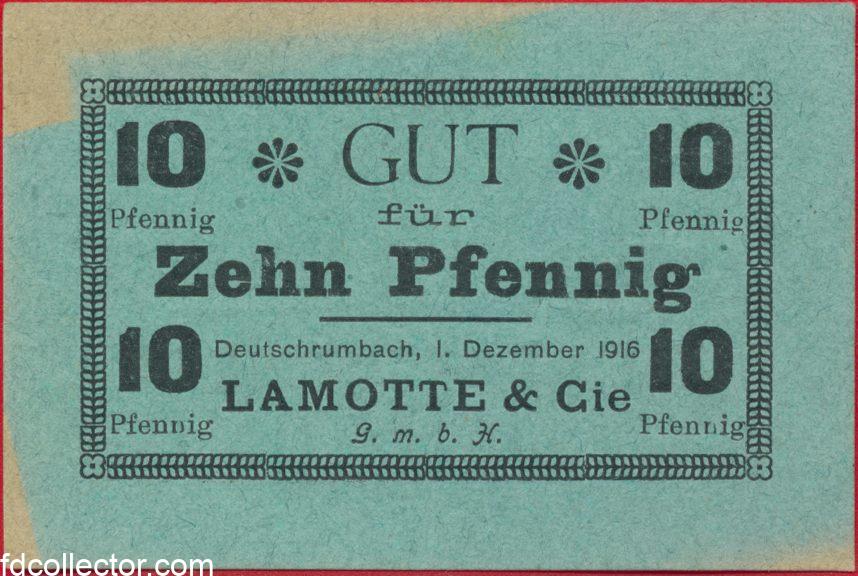 10 GUT 10
Pfennig für Pfennig
Zehn Pfennig
10 Deutschrumbach, 1. Dezember 1916 10
LAMOTTE & Cie
Pfennig G. m. b. H. Pfennig
fdcollector.com